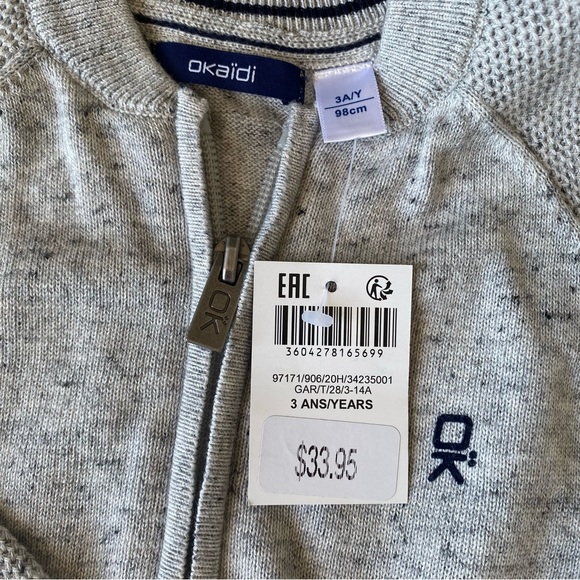 okaïdi
3A/Y
98cm
EAC
3604278165699
97171/906/20H/34235001
GAR/T/28/3-14A
3 ANS/YEARS
$33.95
OK
OK